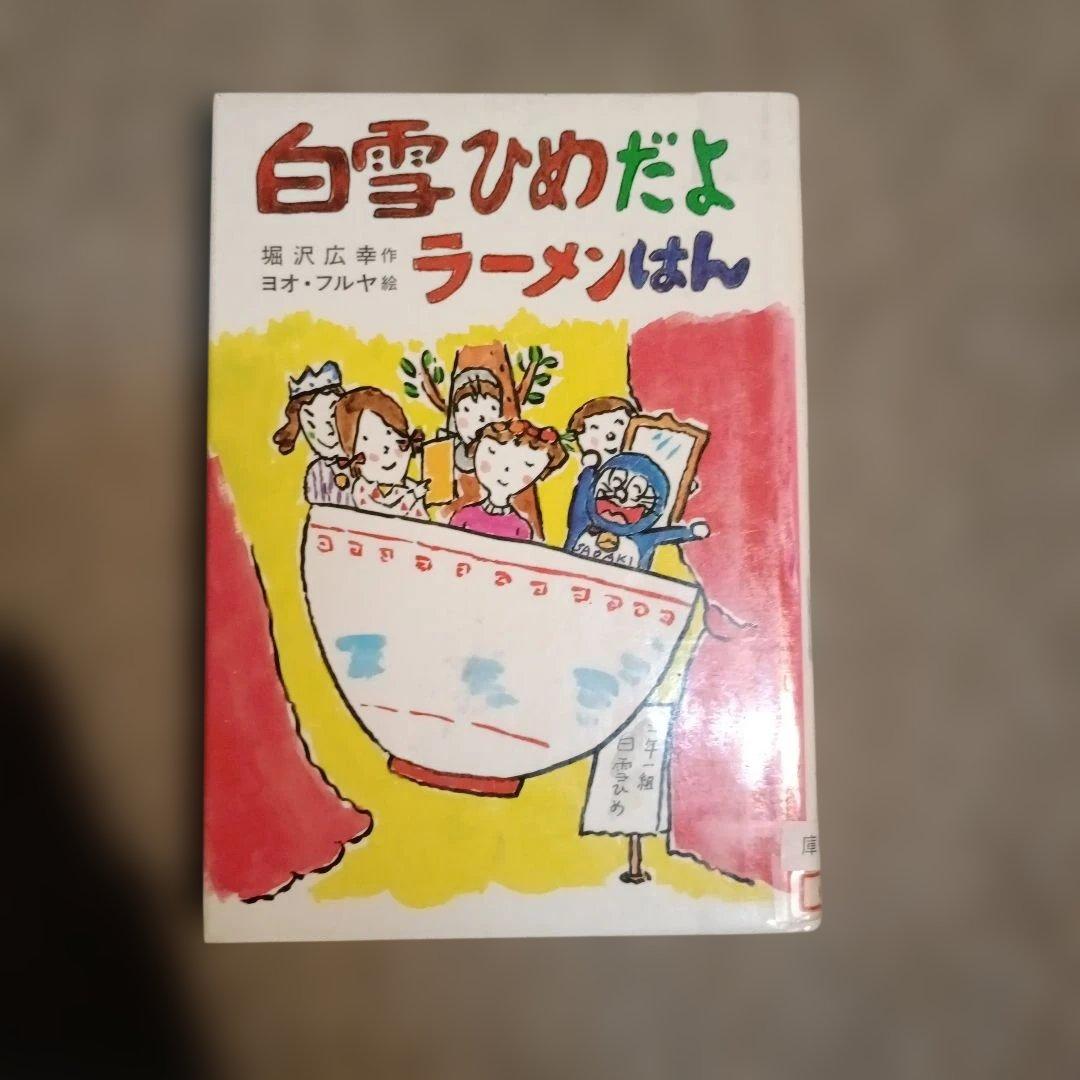 白雪ひめだよ
ラーメンはん
堀沢広幸作
ヨオ・フルヤ絵
SAOAKI
二年一組
白雪ひめ
庫